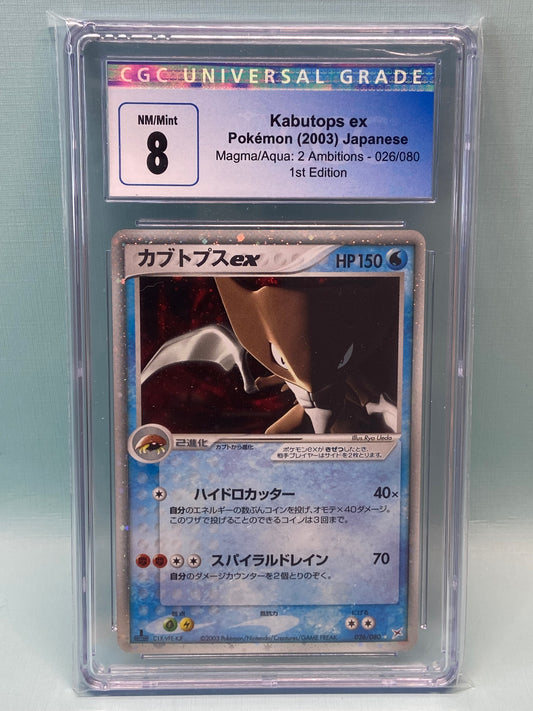 CGC UNIVERSAL GRADE
NM/Mint
8
Kabutops ex
Pokémon (2003) Japanese
Magma/Aqua: 2 Ambitions - 026/080
1st Edition
カブトプスex
HP150
Illus.Ryo Ueda
己進化 カブトから進化
ポケモンexがきぜつしたとき、
相手プレイヤーはサイドを2枚とります。
ハイドロカッター 40×
自分のエネルギーの数ぶんコインを投げ、オモテ×40ダメージ。
このワザで投げることのできるコインは3回まで。
スパイラルドレイン 70
自分のダメージカウンターを2個とりのぞく。
弱点 抵抗力 にげる
1
©2003 Pokémon/Nintendo/Creatures/GAME FREAK.
026/080